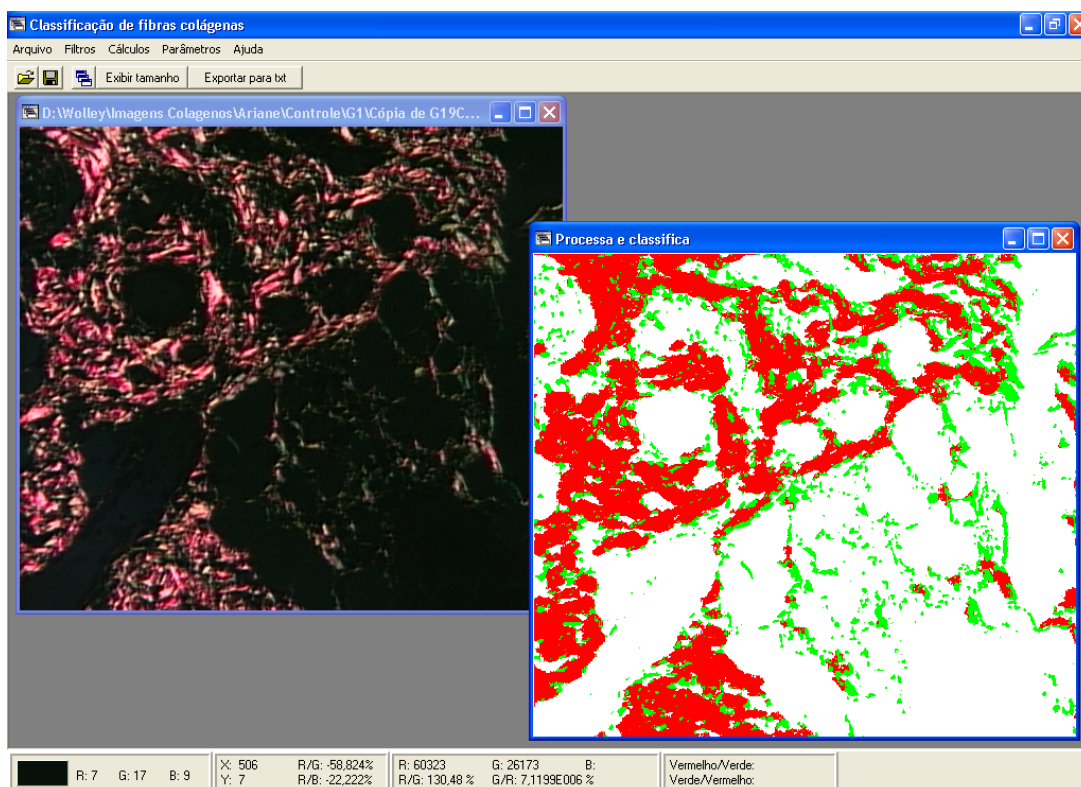 Classificação de fibras colágenas
Arquivo Filtros Cálculos Parâmetros Ajuda
Exibir tamanho Exportar para txt
D:\Wolley\Imagens Colagenos\Ariane\Controle\G1\Cópia de G19C...
Processa e classifica
R: 7 G: 17 B: 9
X: 506 R/G: -58,824%
Y: 7 R/B: -22,222%
R: 60323 G: 26173 B:
R/G: 130,48 % G/R: 7,1199E006 %
Vermelho/Verde:
Verde/Vermelho: